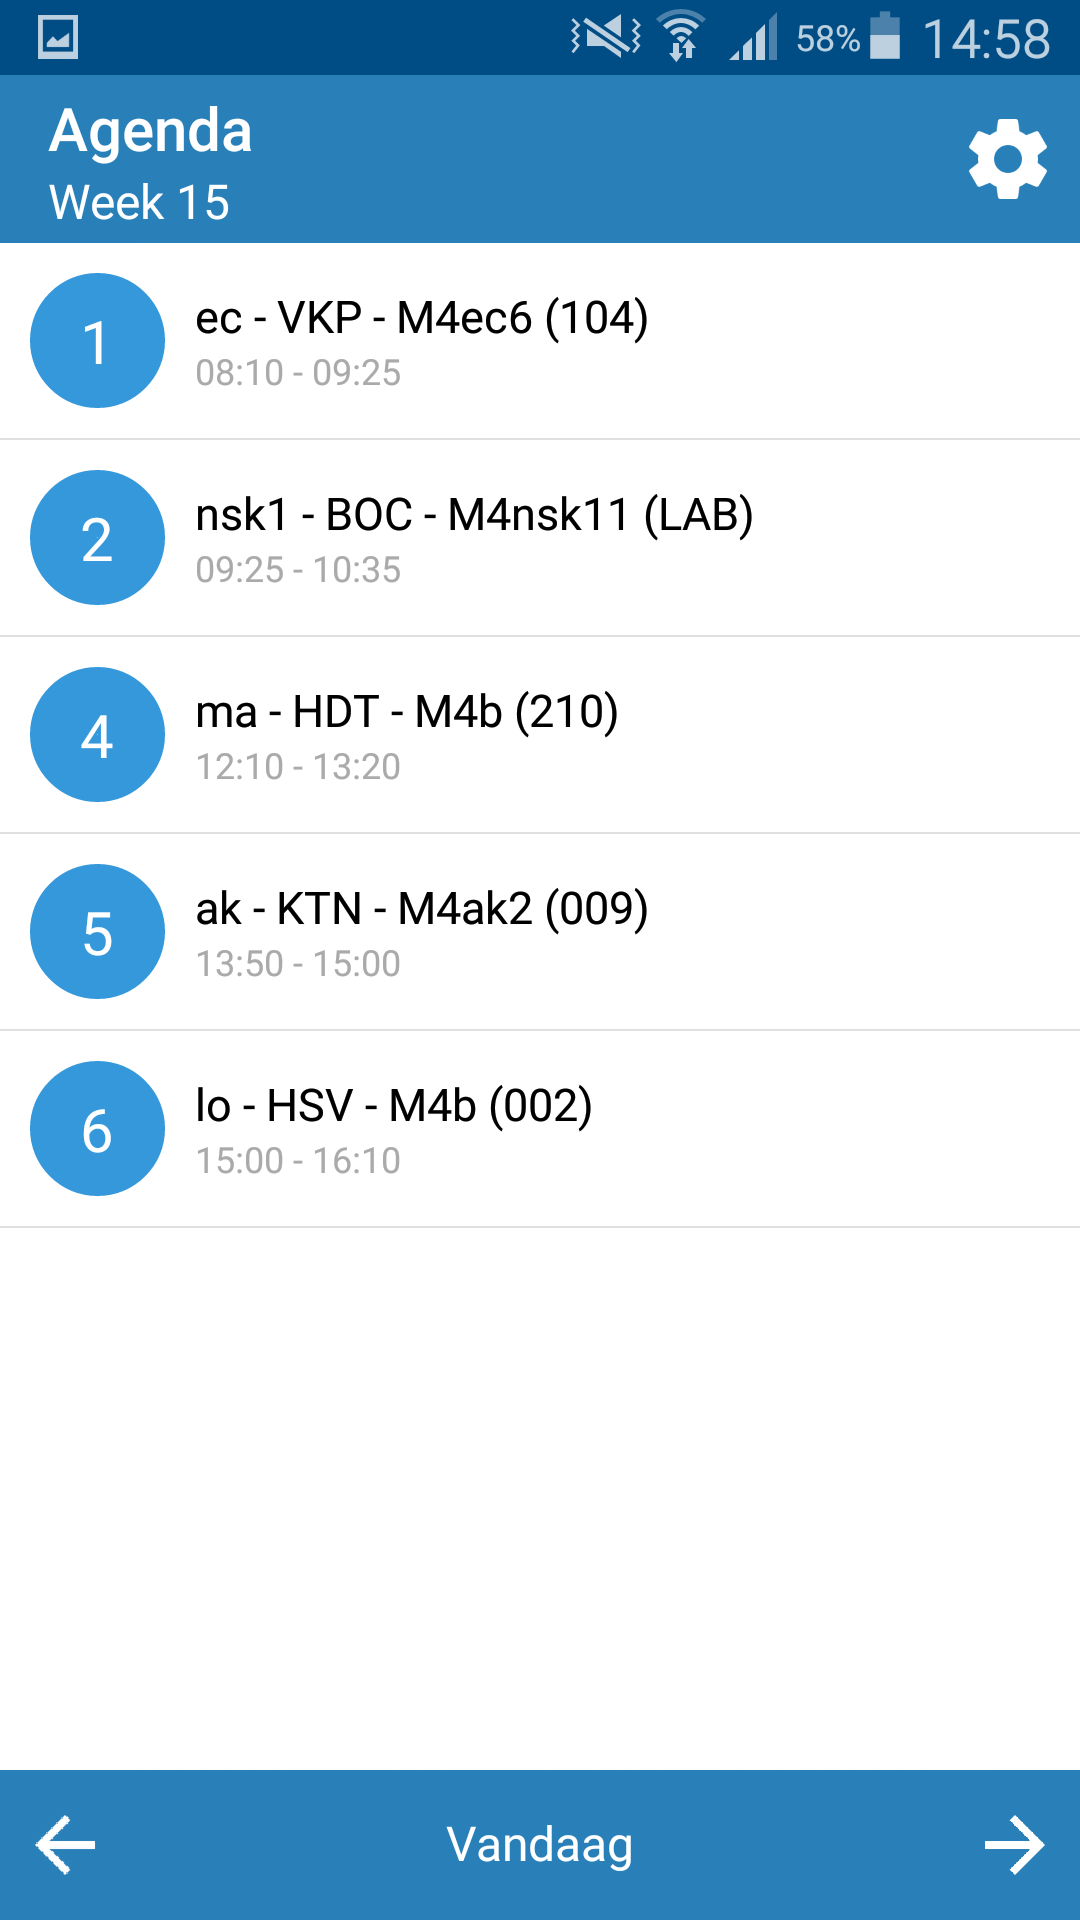 58% 14:58
Agenda
Week 15
1
ec - VKP - M4ec6 (104)
08:10 - 09:25
2
nsk1 - BOC - M4nsk11 (LAB)
09:25 - 10:35
4
ma - HDT - M4b (210)
12:10 - 13:20
5
ak - KTN - M4ak2 (009)
13:50 - 15:00
6
lo - HSV - M4b (002)
15:00 - 16:10
Vandaag